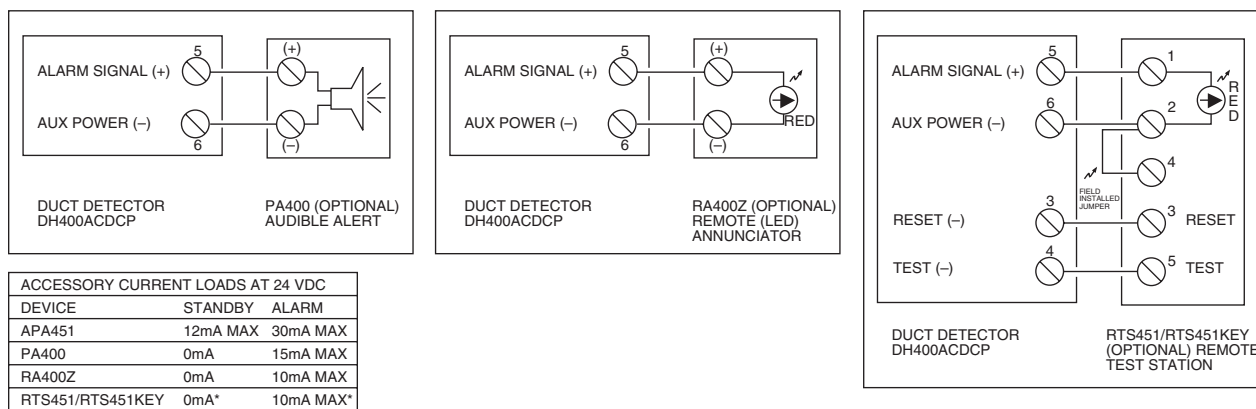 5
(+)
ALARM SIGNAL (+)
AUX POWER (–)
6
(–)
DUCT DETECTOR
DH400ACDCP
PA400 (OPTIONAL)
AUDIBLE ALERT
5
(+)
ALARM SIGNAL (+)
AUX POWER (–)
RED
6
(–)
DUCT DETECTOR
DH400ACDCP
RA400Z (OPTIONAL)
REMOTE (LED)
ANNUNCIATOR
5
1
ALARM SIGNAL (+)
RED
6
2
AUX POWER (–)
4
FIELD
INSTALLED
JUMPER
3
3
RESET (–)
RESET
4
5
TEST (–)
TEST
DUCT DETECTOR
DH400ACDCP
RTS451/RTS451KEY
(OPTIONAL) REMOTE
TEST STATION
ACCESSORY CURRENT LOADS AT 24 VDC
DEVICE STANDBY ALARM
APA451 12mA MAX 30mA MAX
PA400 0mA 15mA MAX
RA400Z 0mA 10mA MAX
RTS451/RTS451KEY 0mA* 10mA MAX*